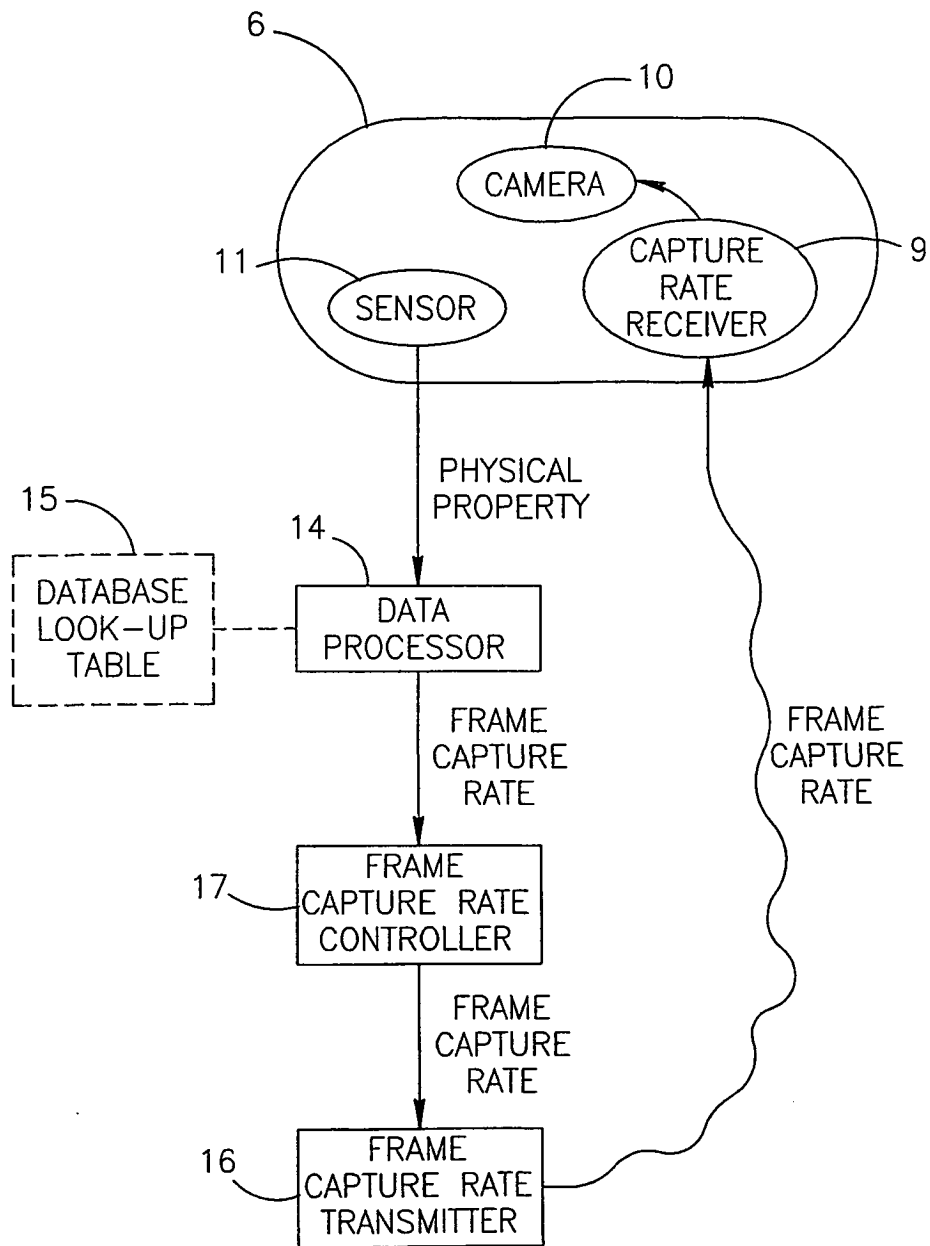 6
10
CAMERA
11
SENSOR
CAPTURE
RATE
RECEIVER
9
PHYSICAL
PROPERTY
15
DATABASE
LOOK-UP
TABLE
14
DATA
PROCESSOR
FRAME
CAPTURE
RATE
FRAME
CAPTURE
RATE
17
FRAME
CAPTURE RATE
CONTROLLER
FRAME
CAPTURE
RATE
16
FRAME
CAPTURE RATE
TRANSMITTER